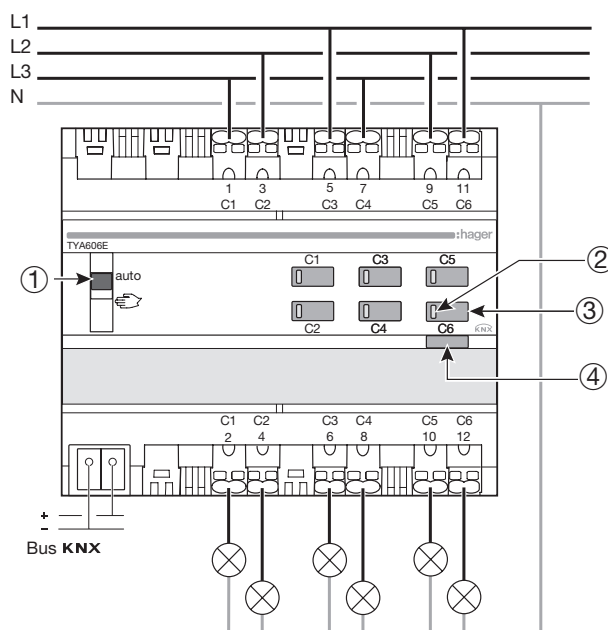 L1
L2
L3
N
1 3 5 7 9 11
C1 C2 C3 C4 C5 C6
:hager
TYA606E
① auto
C1 C3 C5
②
③
C2 C4 C6 KNX
④
C1 C2 C3 C4 C5 C6
2 4 6 8 10 12
+
-
Bus KNX